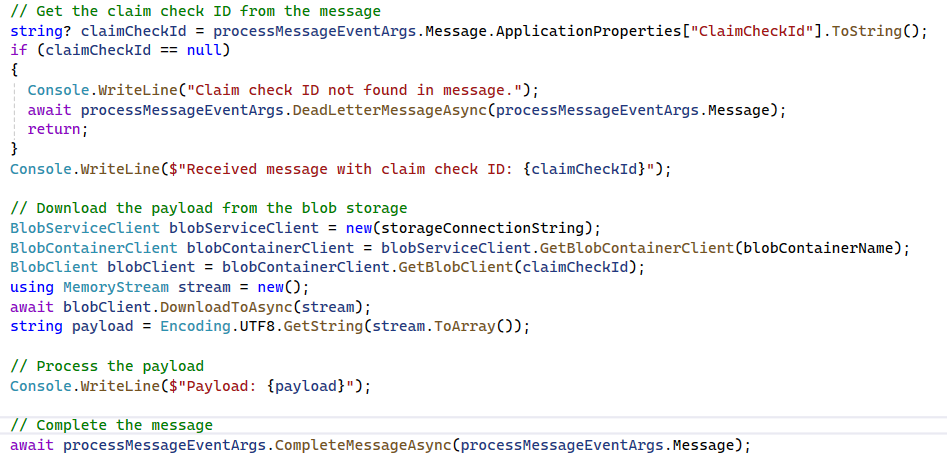 // Get the claim check ID from the message
string? claimCheckId = processMessageEventArgs.Message.ApplicationProperties["ClaimCheckId"].ToString();
if (claimCheckId == null)
{
  Console.WriteLine("Claim check ID not found in message.");
  await processMessageEventArgs.DeadLetterMessageAsync(processMessageEventArgs.Message);
  return;
}
Console.WriteLine($"Received message with claim check ID: {claimCheckId}");

// Download the payload from the blob storage
BlobServiceClient blobServiceClient = new(storageConnectionString);
BlobContainerClient blobContainerClient = blobServiceClient.GetBlobContainerClient(blobContainerName);
BlobClient blobClient = blobContainerClient.GetBlobClient(claimCheckId);
using MemoryStream stream = new();
await blobClient.DownloadToAsync(stream);
string payload = Encoding.UTF8.GetString(stream.ToArray());

// Process the payload
Console.WriteLine($"Payload: {payload}");

// Complete the message
await processMessageEventArgs.CompleteMessageAsync(processMessageEventArgs.Message);